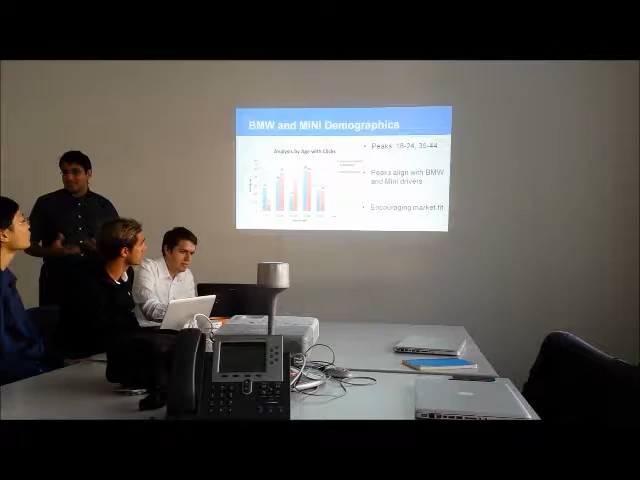 BMW and MINI Demographics
Analysis by Age with Clicks
• Peaks 18-24, 35-44
• Peaks align with BMW
and Mini drivers
• Encouraging market fit